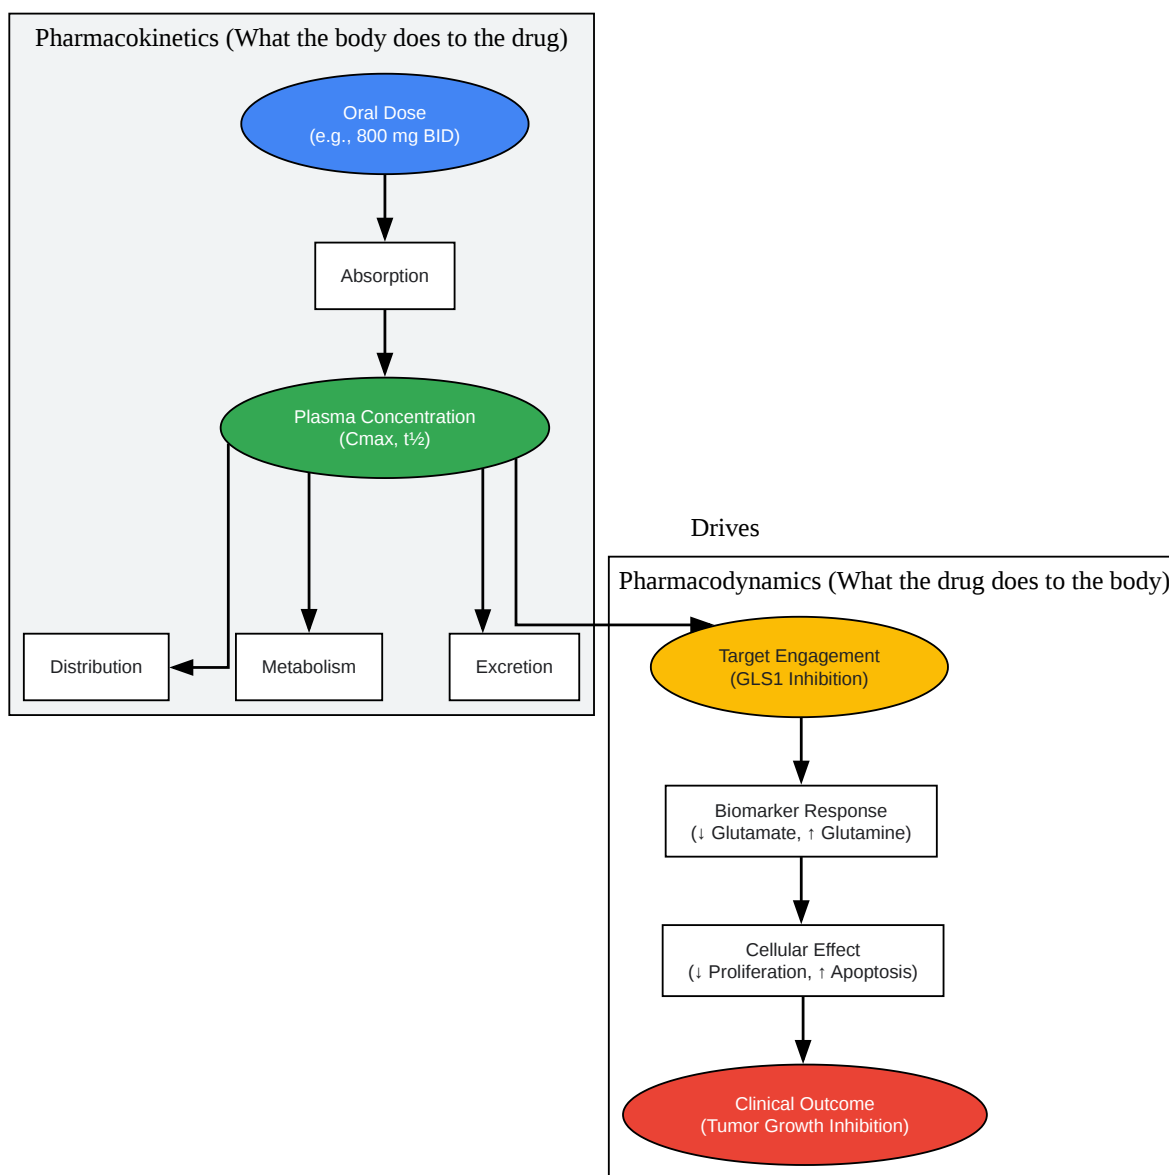 Pharmacokinetics (What the body does to the drug)
Oral Dose
(e.g., 800 mg BID)
Absorption
Plasma Concentration
(Cmax, t½)
Distribution
Metabolism
Excretion
Drives
Pharmacodynamics (What the drug does to the body)
Target Engagement
(GLS1 Inhibition)
Biomarker Response
(↓ Glutamate, ↑ Glutamine)
Cellular Effect
(↓ Proliferation, ↑ Apoptosis)
Clinical Outcome
(Tumor Growth Inhibition)